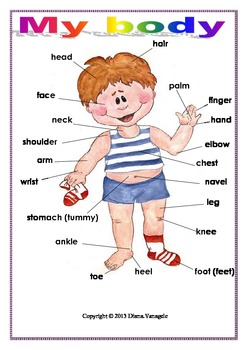 My body
hair
head
palm
face
finger
neck
hand
shoulder
elbow
arm
chest
wrist
navel
leg
stomach (tummy)
knee
ankle
heel
foot (feet)
toe
Copyright © 2013 Diana.Vanagele